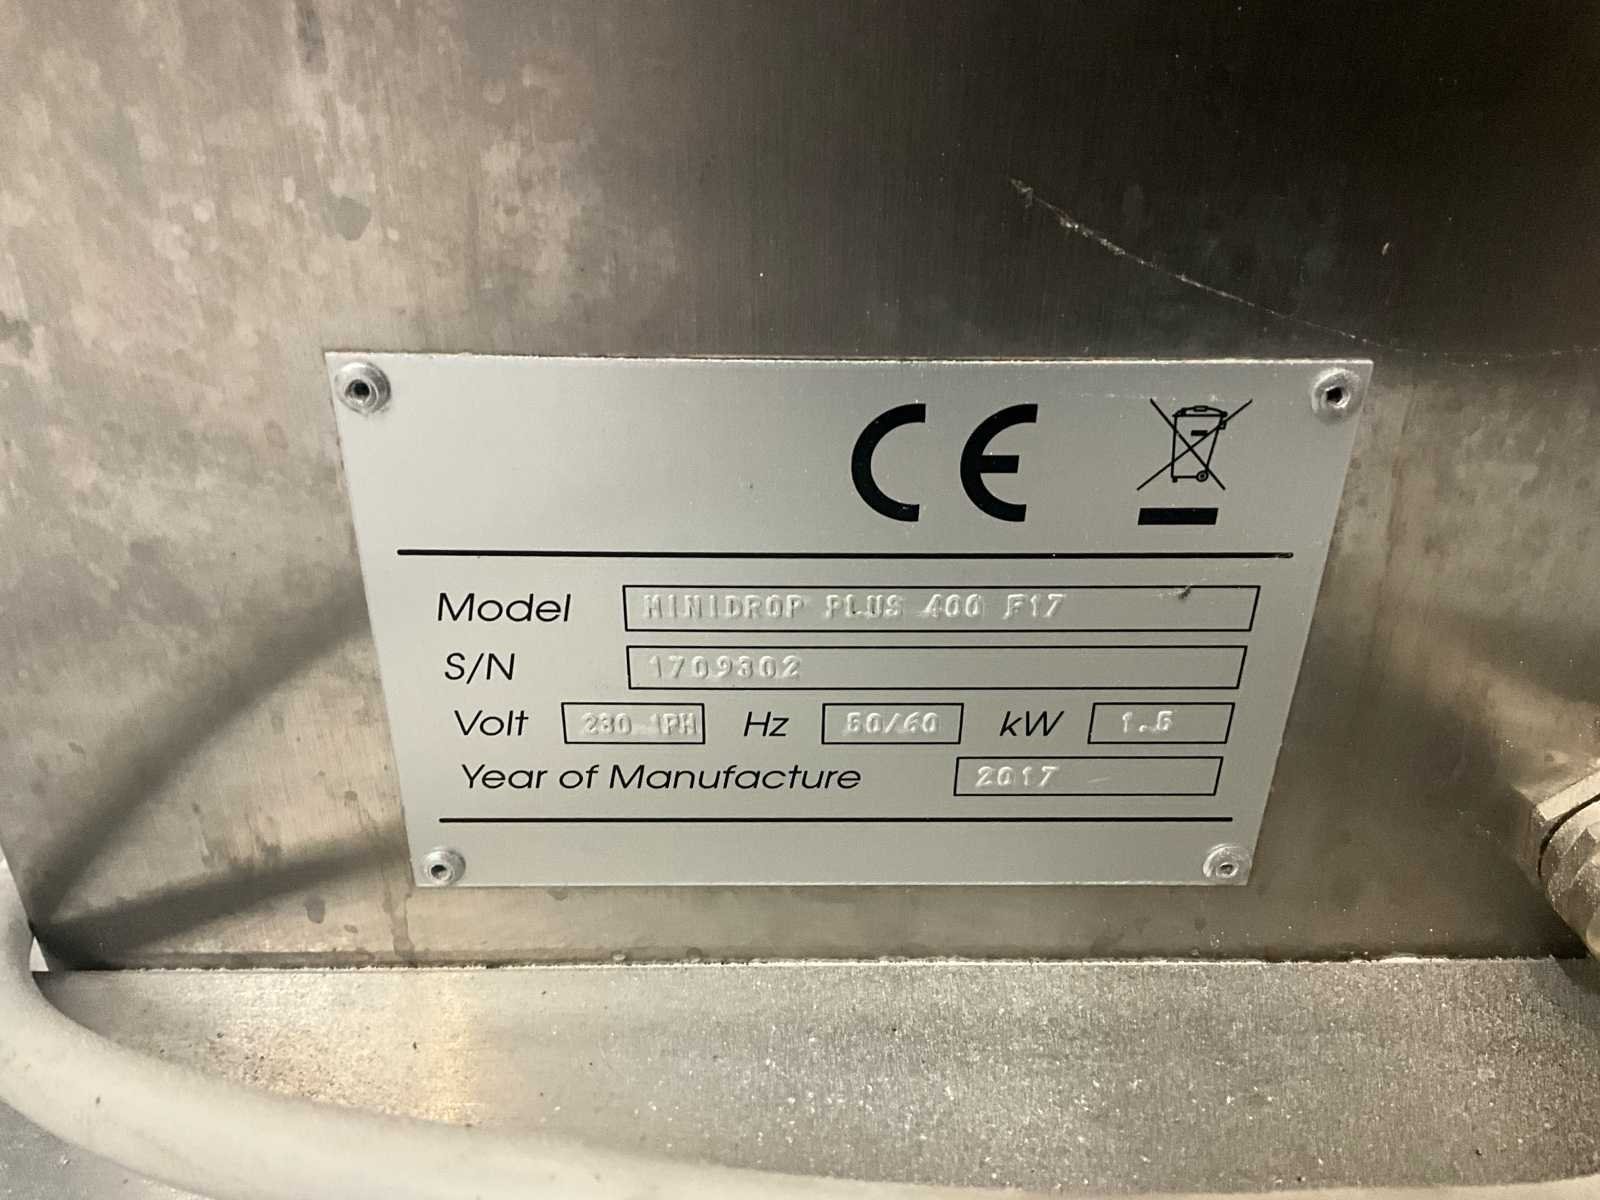 CE
Model MINIDROP PLUS 400 F17
S/N 1709302
Volt 230 1PH Hz 50/60 kW 1.5
Year of Manufacture 2017